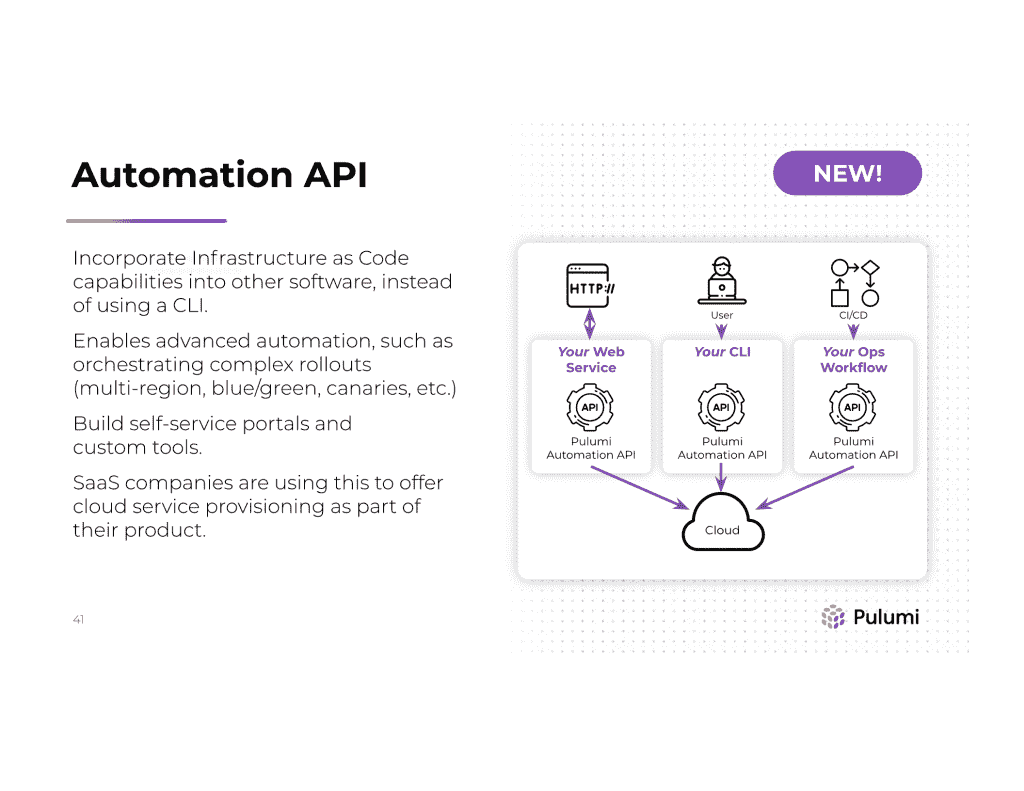 Automation API
NEW!
Incorporate Infrastructure as Code
capabilities into other software, instead
of using a CLI.
Enables advanced automation, such as
orchestrating complex rollouts
(multi-region, blue/green, canaries, etc.)
Build self-service portals and
custom tools.
SaaS companies are using this to offer
cloud service provisioning as part of
their product.
HTTP://
User
CI/CD
Your Web
Service
API
Pulumi
Automation API
Your CLI
API
Pulumi
Automation API
Your Ops
Workflow
API
Pulumi
Automation API
Cloud
41
Pulumi